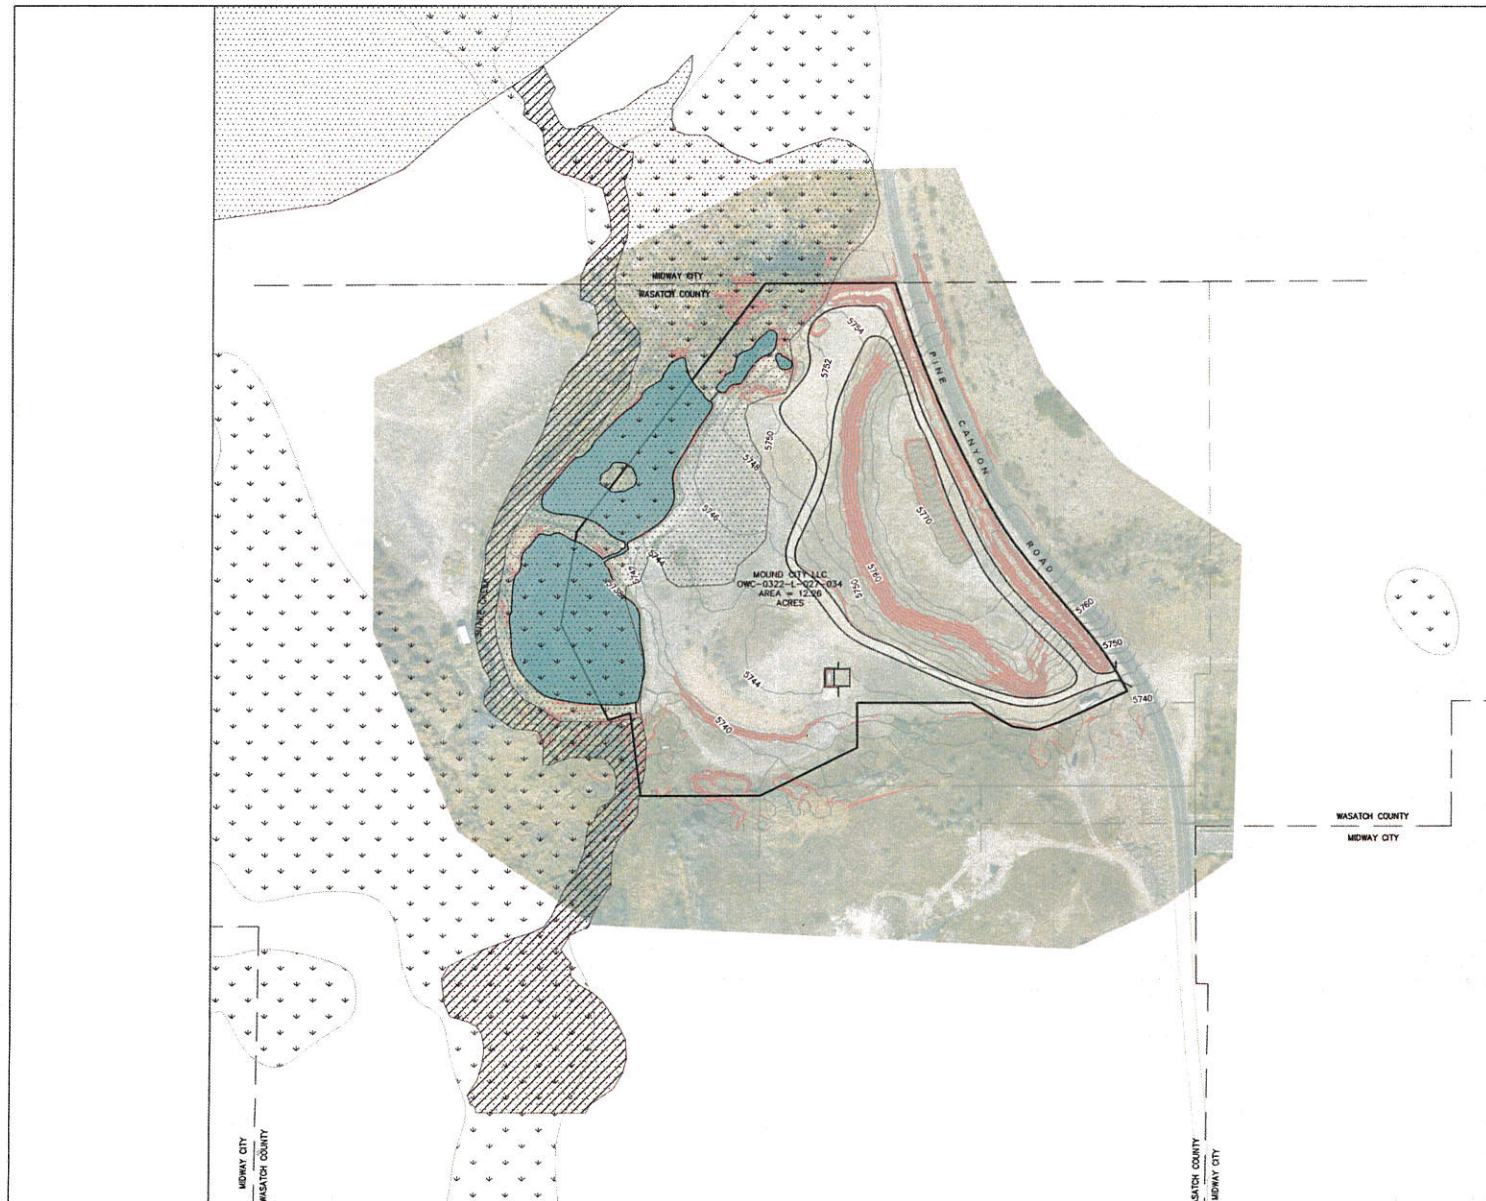 MIDWAY CITY
WASATCH COUNTY
5754
5752
PINE CANYON ROAD
5750
5748
5746
5770
5744
MOUND CITY LLC
OWC-0322-L-027-034
AREA = 12.26
ACRES
5760
5750
5760
5750
5744
5740
5740
WASATCH COUNTY
MIDWAY CITY
MIDWAY CITY
WASATCH COUNTY
WASATCH COUNTY
MIDWAY CITY